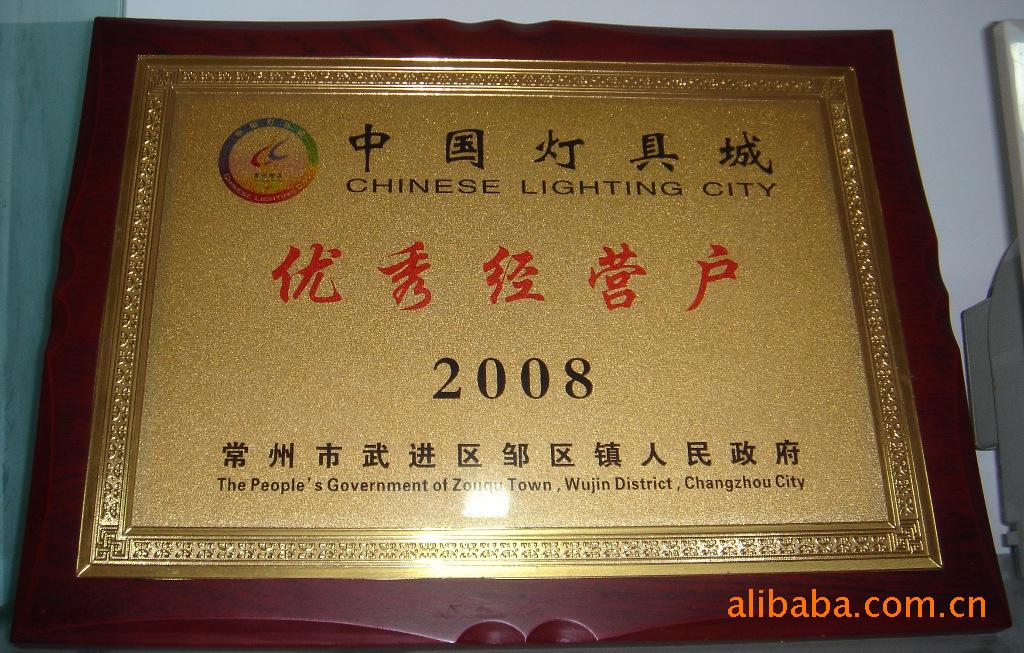 中国灯具城
CHINESE LIGHTING CITY
CHINESE LIGHTING
优秀经营户
2008
常州市武进区邹区镇人民政府
The People's Government of Zouqu Town, Wujin District, Changzhou City
alibaba.com.cn